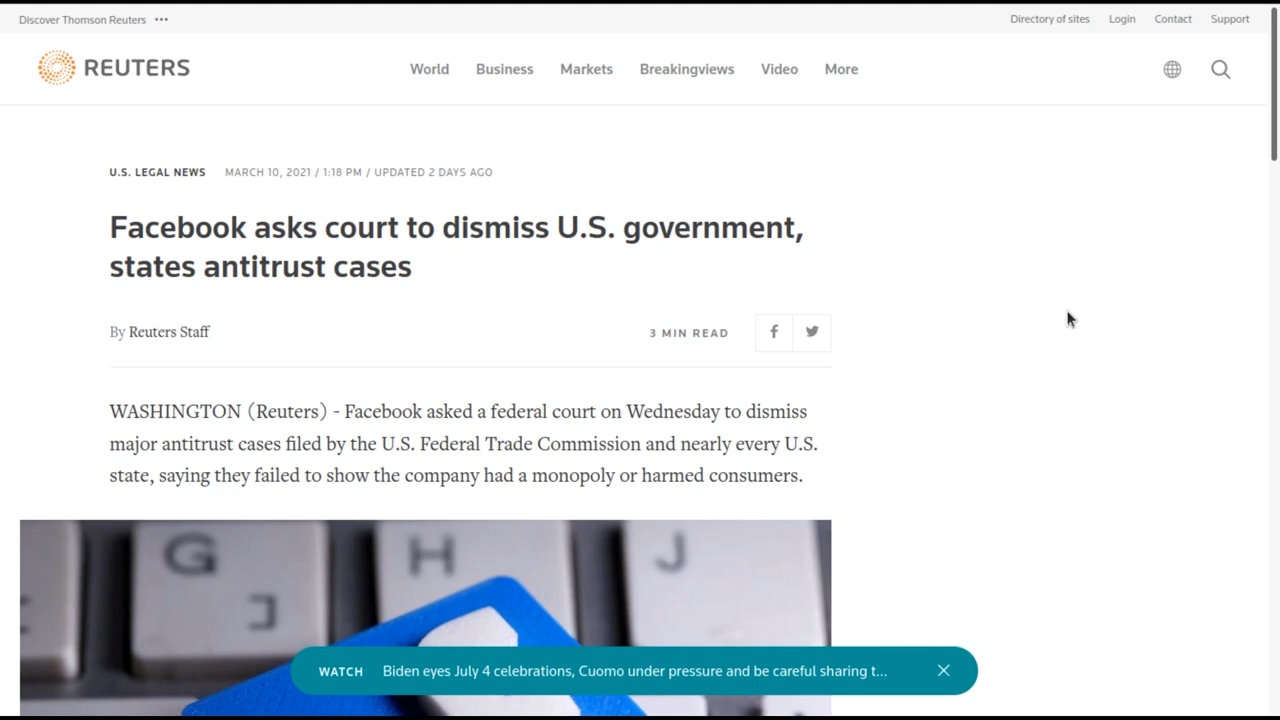 Discover Thomson Reuters •••
Directory of sites Login Contact Support
REUTERS
World Business Markets Breakingviews Video More
U.S. LEGAL NEWS MARCH 10, 2021 / 1:18 PM / UPDATED 2 DAYS AGO
Facebook asks court to dismiss U.S. government,
states antitrust cases
By Reuters Staff
3 MIN READ
WASHINGTON (Reuters) - Facebook asked a federal court on Wednesday to dismiss
major antitrust cases filed by the U.S. Federal Trade Commission and nearly every U.S.
state, saying they failed to show the company had a monopoly or harmed consumers.
G H J
WATCH Biden eyes July 4 celebrations, Cuomo under pressure and be careful sharing t...